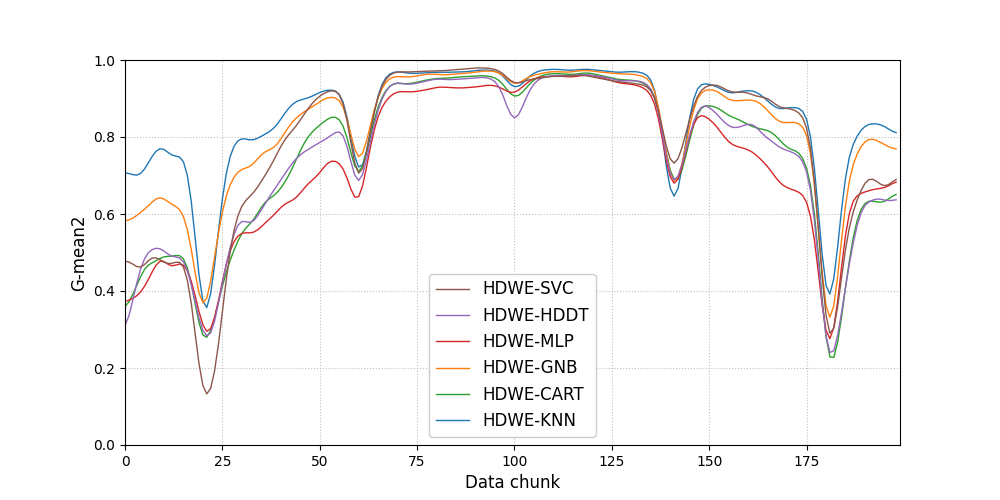 1.0
0.8
0.6
0.4
0.2
0.0
G-mean2
HDWE-SVC
HDWE-HDDT
HDWE-MLP
HDWE-GNB
HDWE-CART
HDWE-KNN
0 25 50 75 100 125 150 175
Data chunk